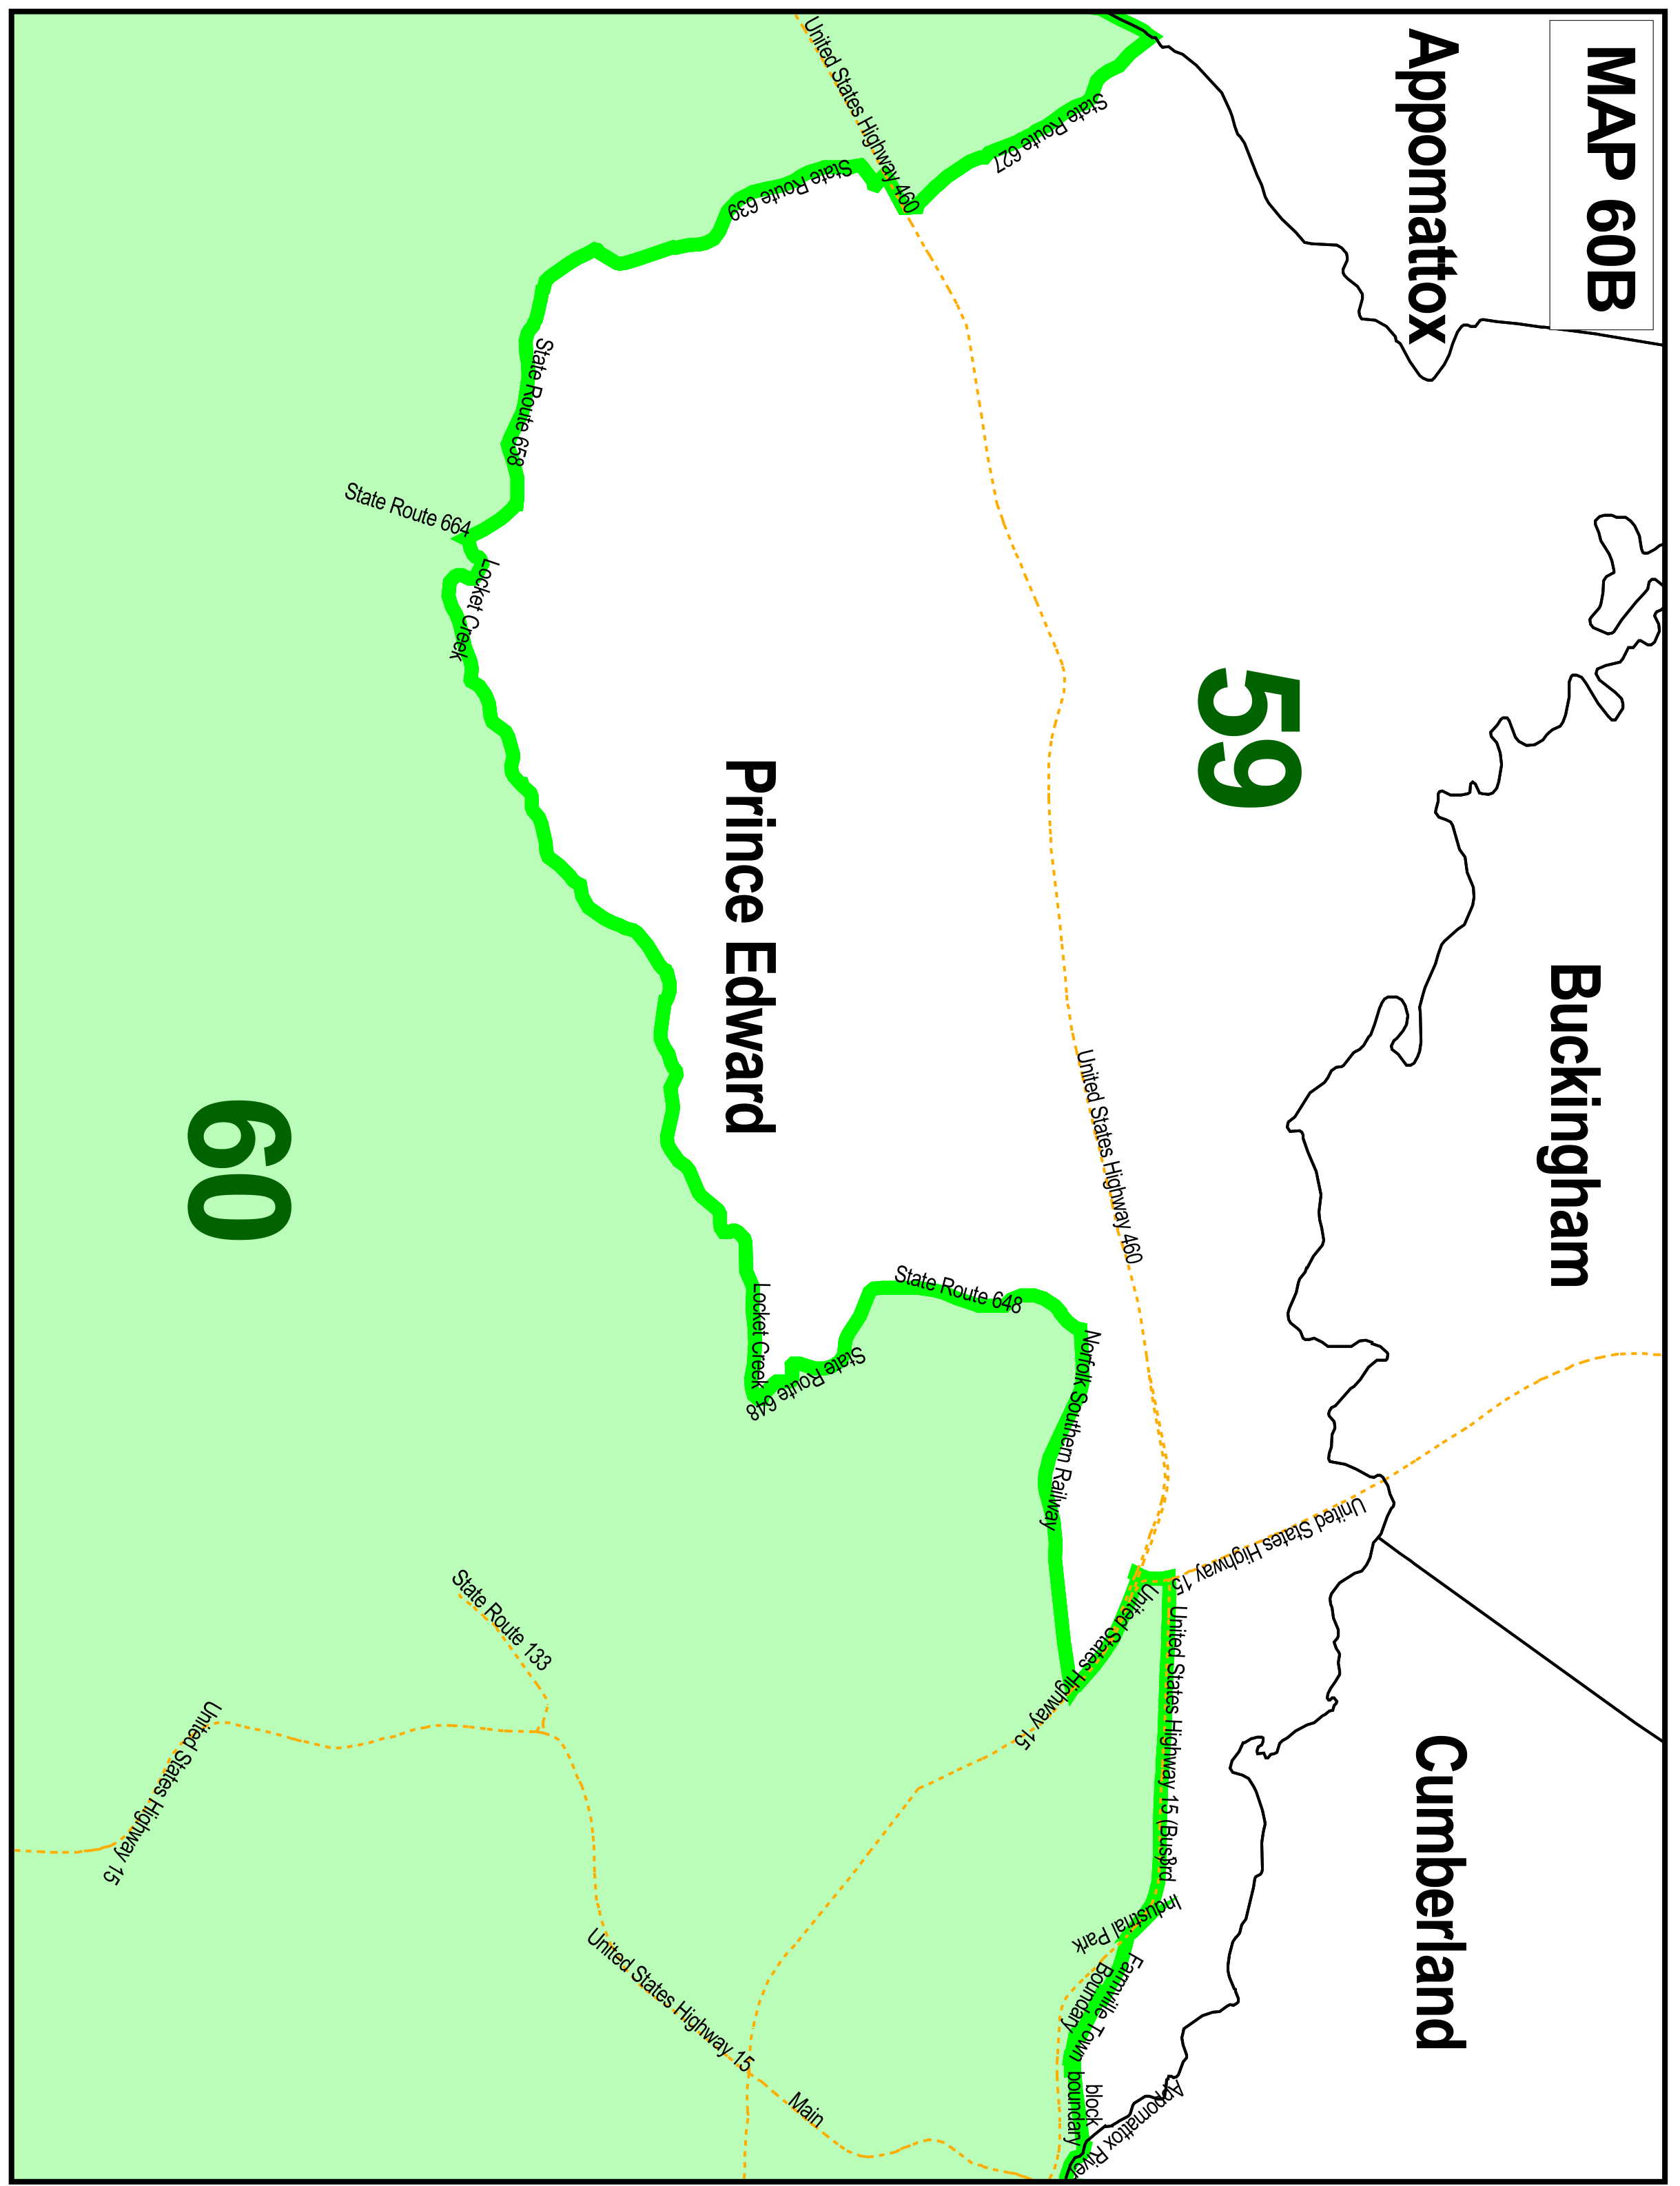 MAP 60B
Appomattox
Buckingham
Cumberland
59
Prince Edward
60
United States Highway 460
State Route 627
State Route 639
State Route 658
State Route 664
Locket Creek
United States Highway 460
Locket Creek
State Route 648
State Route 648
Norfolk Southern Railway
United States Highway 15
United States Highway 15
United States Highway 15 (Bus)
3rd
Industrial Park
Farmville Town
Boundary
block
boundary
Appomattox River
State Route 133
United States Highway 15
United States Highway 15
Main